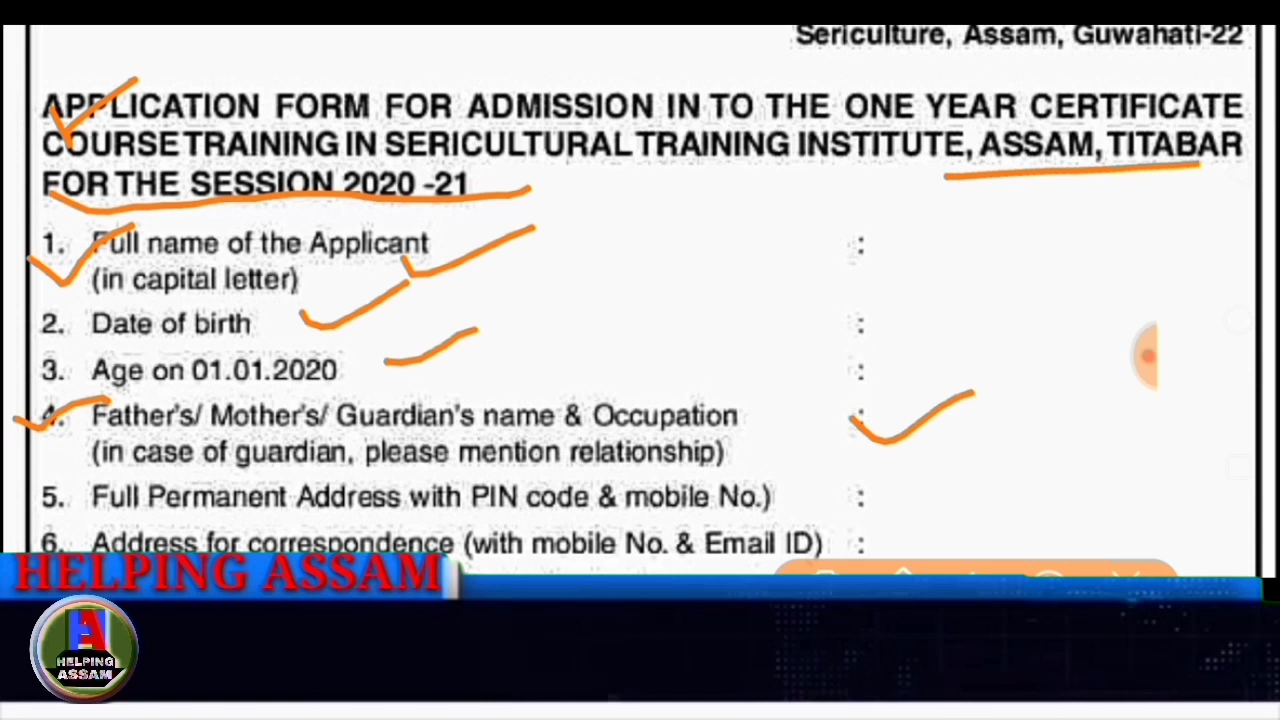 Sericulture, Assam, Guwahati-22
APPLICATION FORM FOR ADMISSION IN TO THE ONE YEAR CERTIFICATE
COURSE TRAINING IN SERICULTURAL TRAINING INSTITUTE, ASSAM, TITABAR
FOR THE SESSION 2020 -21
1. Full name of the Applicant :
(in capital letter)
2. Date of birth :
3. Age on 01.01.2020 :
4. Father's/ Mother's/ Guardian's name & Occupation :
(in case of guardian, please mention relationship)
5. Full Permanent Address with PIN code & mobile No.) :
6. Address for correspondence (with mobile No. & Email ID) :
HELPING ASSAM
A
HELPING
ASSAM